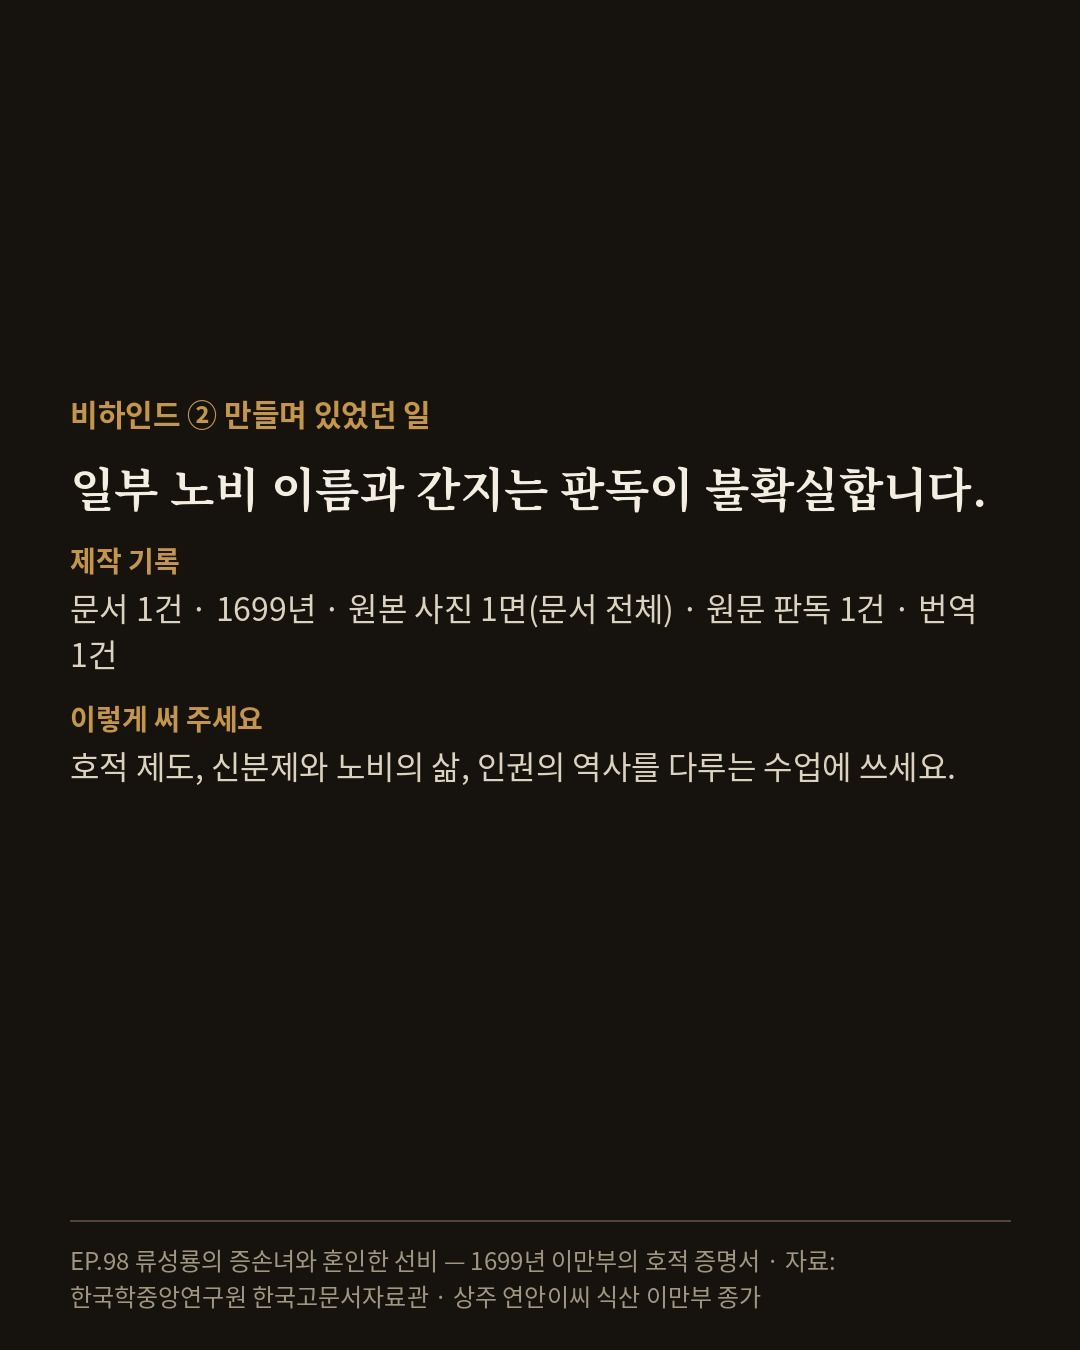 비하인드 ② 만들며 있었던 일
일부 노비 이름과 간지는 판독이 불확실합니다.
제작 기록
문서 1건 · 1699년 · 원본 사진 1면(문서 전체) · 원문 판독 1건 · 번역
1건
이렇게 써 주세요
호적 제도, 신분제와 노비의 삶, 인권의 역사를 다루는 수업에 쓰세요.
EP.98 류성룡의 증손녀와 혼인한 선비 — 1699년 이만부의 호적 증명서 · 자료:
한국학중앙연구원 한국고문서자료관 · 상주 연안이씨 식산 이만부 종가